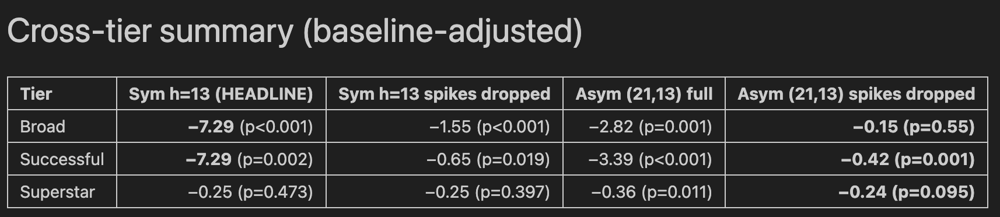 Cross-tier summary (baseline-adjusted)
Tier Sym h=13 (HEADLINE) Sym h=13 spikes dropped Asym (21,13) full Asym (21,13) spikes dropped
Broad −7.29 (p<0.001) −1.55 (p<0.001) −2.82 (p=0.001) −0.15 (p=0.55)
Successful −7.29 (p=0.002) −0.65 (p=0.019) −3.39 (p<0.001) −0.42 (p=0.001)
Superstar −0.25 (p=0.473) −0.25 (p=0.397) −0.36 (p=0.011) −0.24 (p=0.095)